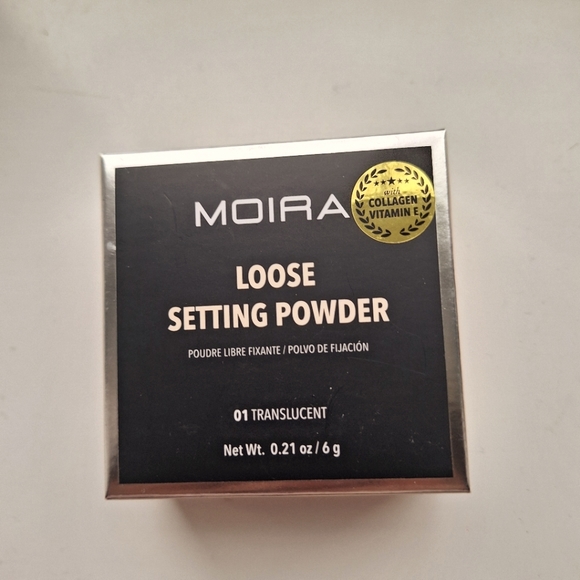 MOIRA
with
COLLAGEN
VITAMIN E
LOOSE
SETTING POWDER
POUDRE LIBRE FIXANTE / POLVO DE FIJACIÓN
01 TRANSLUCENT
Net Wt. 0.21 oz / 6 g